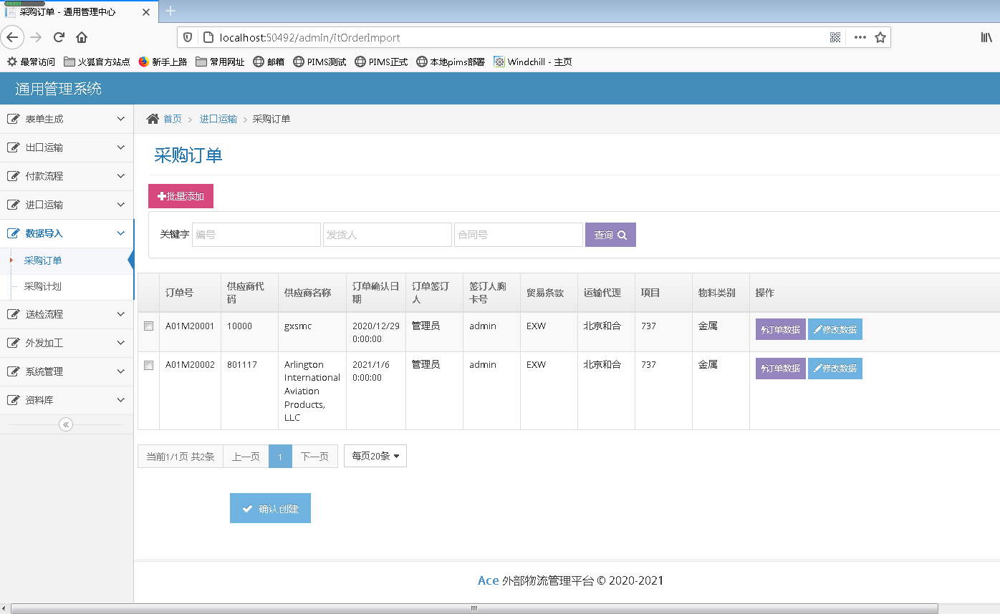 采购订单 - 通用管理中心
localhost:50492/admin/itOrderImport
最常访问 火狐官方站点 新手上路 常用网址 邮箱 PIMS测试 PIMS正式 本地pims部署 Windchill - 主页
通用管理系统
表单生成
出口运输
付款流程
进口运输
数据导入
采购订单
采购计划
送检流程
外发加工
系统管理
资料库
首页 > 进口运输 > 采购订单
采购订单
批量添加
关键字 编号 发货人 合同号 查询
订单号 供应商代码 供应商名称 订单确认日期 订单签订人 签订人胸卡号 贸易条款 运输代理 项目 物料类别 操作
A01M20001 10000 gxsmc 2020/12/29 0:00:00 管理员 admin EXW 北京和合 737 金属 订单数据 修改数据
A01M20002 801117 Arlington International Aviation Products, LLC 2021/1/6 0:00:00 管理员 admin EXW 北京和合 737 金属 订单数据 修改数据
当前1/1页 共2条 上一页 1 下一页 每页20条
确认创建
Ace 外部物流管理平台 © 2020-2021